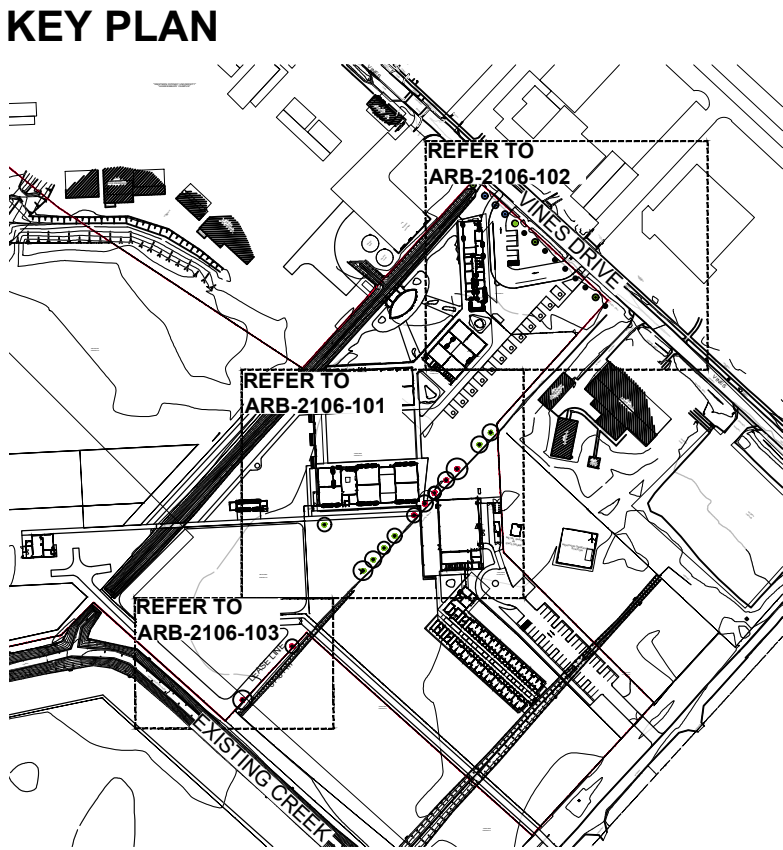 KEY PLAN
REFER TO
ARB-2106-102
VINES DRIVE
REFER TO
ARB-2106-101
REFER TO
ARB-2106-103
EXISTING CREEK